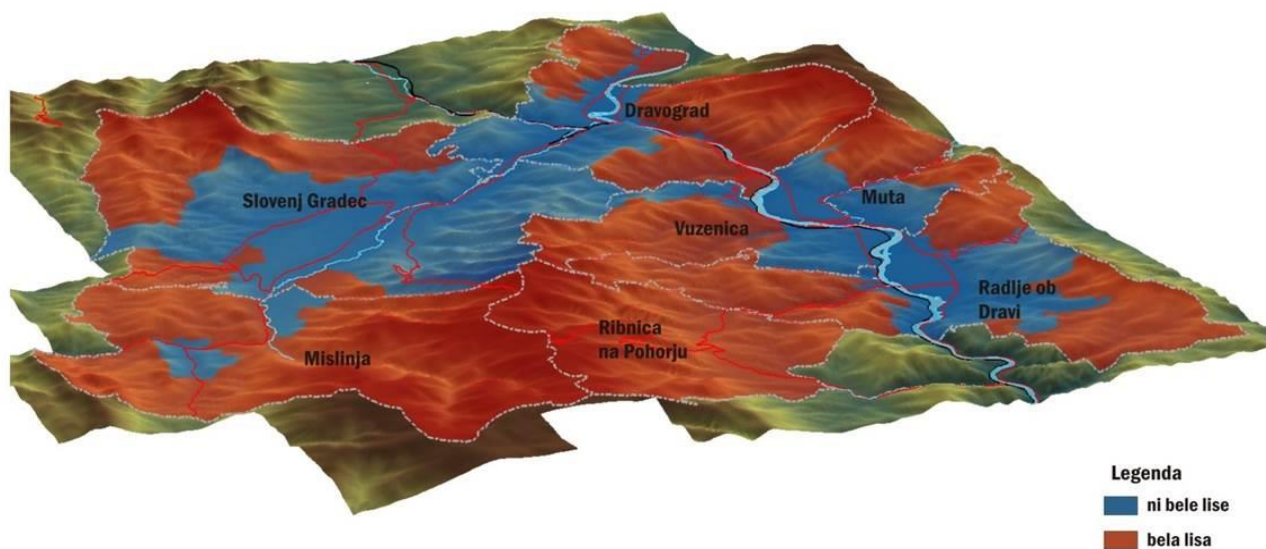 Dravograd
Slovenj Gradec
Muta
Vuzenica
Radlje ob
Dravi
Ribnica
na Pohorju
Mislinja
Legenda
ni bele lise
bela lisa